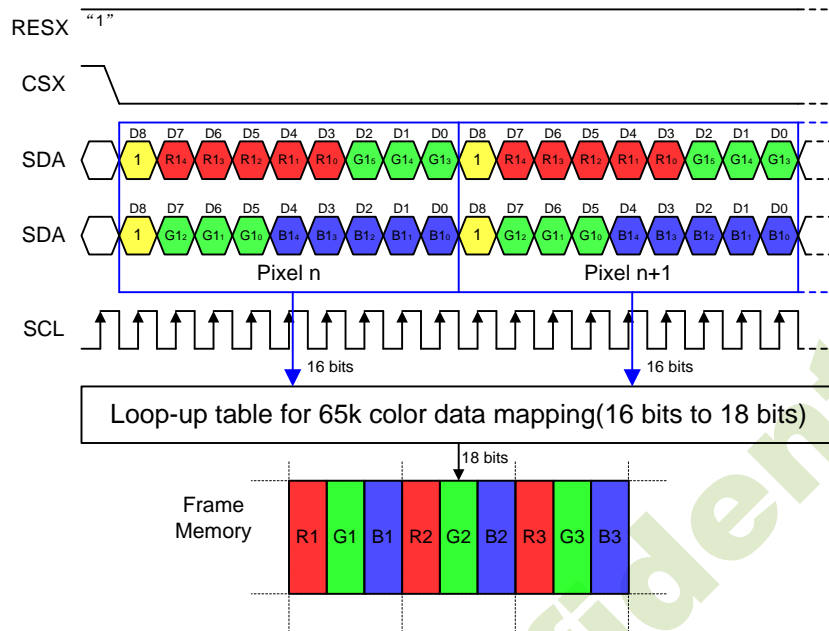 RESX "1"
CSX
D8 D7 D6 D5 D4 D3 D2 D1 D0 D8 D7 D6 D5 D4 D3 D2 D1 D0
SDA 1 R14 R13 R12 R11 R10 G15 G14 G13 1 R14 R13 R12 R11 R10 G15 G14 G13
D8 D7 D6 D5 D4 D3 D2 D1 D0 D8 D7 D6 D5 D4 D3 D2 D1 D0
SDA 1 G12 G11 G10 B14 B13 B12 B11 B10 1 G12 G11 G10 B14 B13 B12 B11 B10
Pixel n Pixel n+1
SCL
16 bits 16 bits
Loop-up table for 65k color data mapping(16 bits to 18 bits)
18 bits
Frame
Memory
R1 G1 B1 R2 G2 B2 R3 G3 B3